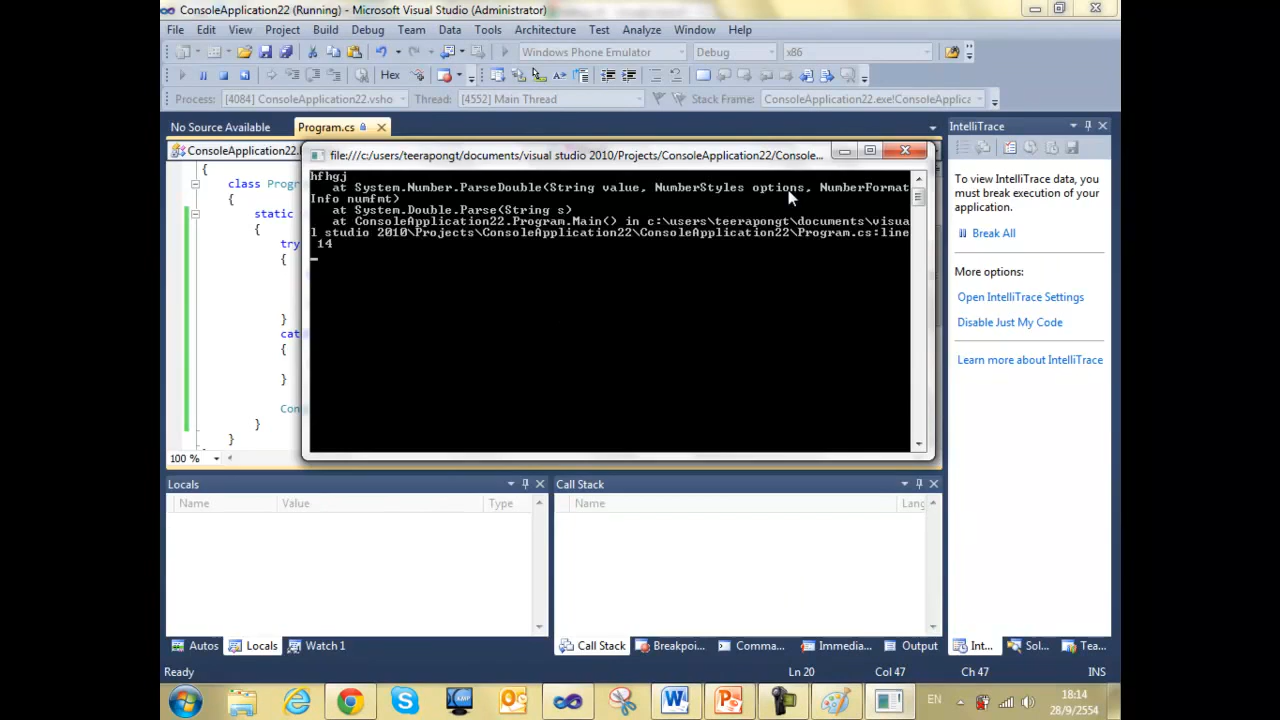 ConsoleApplication22 (Running) - Microsoft Visual Studio (Administrator)
File Edit View Project Build Debug Team Data Tools Architecture Test Analyze Window Help
Windows Phone Emulator Debug x86
Hex
Process: [4084] ConsoleApplication22.vsho Thread: [4552] Main Thread Stack Frame: ConsoleApplication22.exe!ConsoleApplica
No Source Available Program.cs
IntelliTrace
ConsoleApplication22.
file:///c:/users/teerapongt/documents/visual studio 2010/Projects/ConsoleApplication22/Console...
hfhgj
at System.Number.ParseDouble(String value, NumberStyles options, NumberFormat
Info numfmt)
at System.Double.Parse(String s)
at ConsoleApplication22.Program.Main() in c:\users\teerapongt\documents\visua
l studio 2010\Projects\ConsoleApplication22\ConsoleApplication22\Program.cs:line
14
{
class Progr
{
static
{
try
{
}
cat
{
}
Con
}
}
100 %
To view IntelliTrace data, you
must break execution of your
application.
Break All
More options:
Open IntelliTrace Settings
Disable Just My Code
Learn more about IntelliTrace
Locals
Name Value Type
Call Stack
Name Lang
Autos Locals Watch 1
Call Stack Breakpoi... Comma... Immedia... Output
Int... Sol... Tea...
Ready Ln 20 Col 47 Ch 47 INS
EN
18:14
28/9/2554